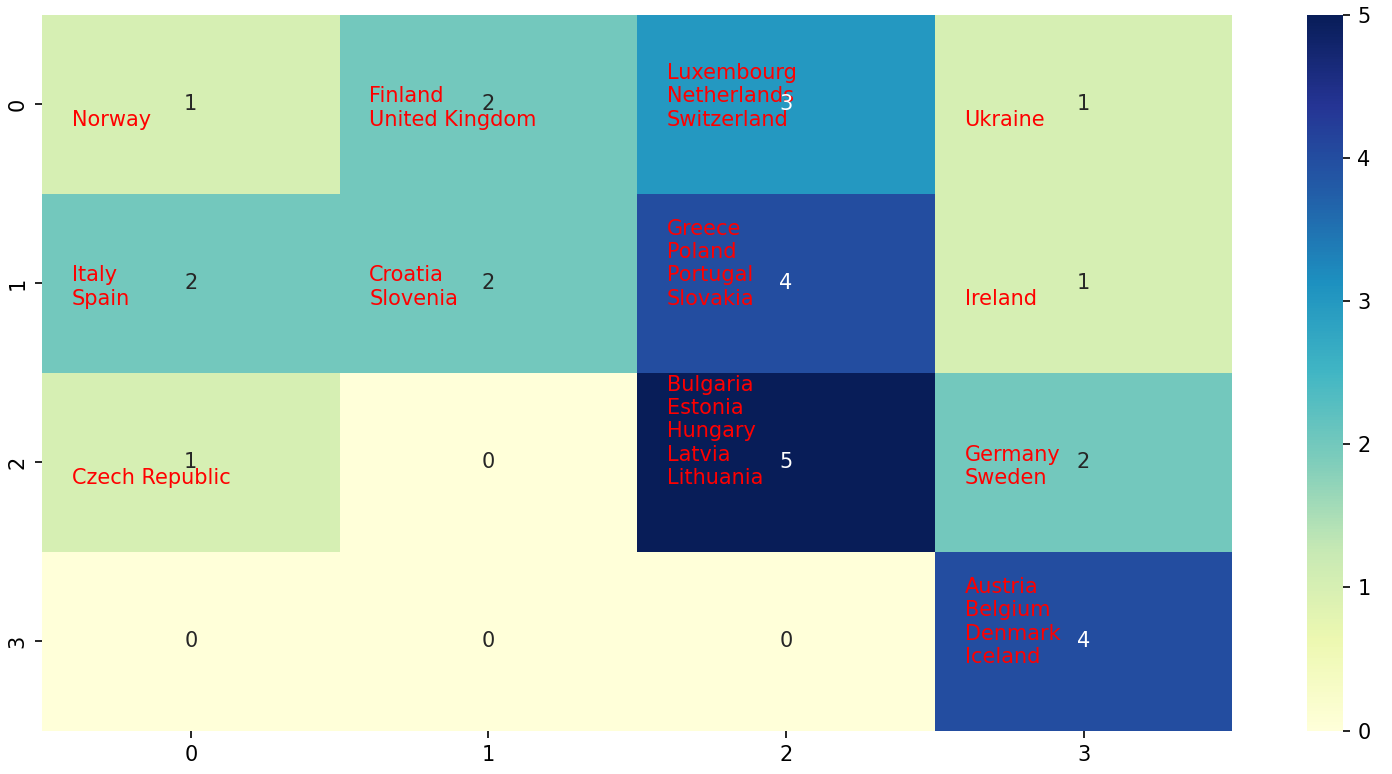 0
Norway
1
Finland
United Kingdom
2
Luxembourg
Netherlands
Switzerland
3
Ukraine
1
1
Italy
Spain
2
Croatia
Slovenia
2
Greece
Poland
Portugal
Slovakia
4
Ireland
1
2
Czech Republic
1
0
Bulgaria
Estonia
Hungary
Latvia
Lithuania
5
Germany
Sweden
2
3
0
0
0
Austria
Belgium
Denmark
Iceland
4
0
1
2
3
5
4
3
2
1
0